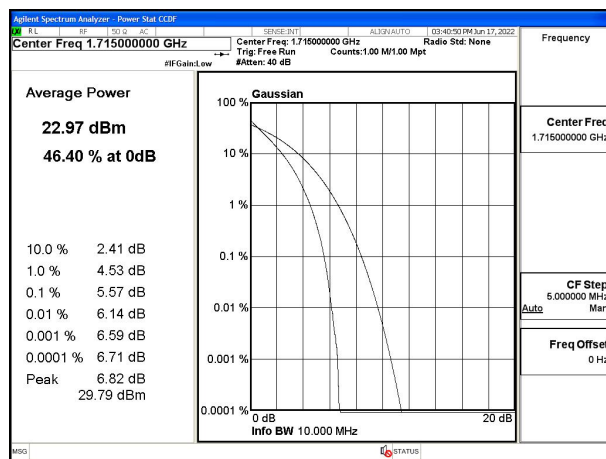 Agilent Spectrum Analyzer - Power Stat CCDF
RL RF 50 Ω AC SENSE:INT ALIGN AUTO 03:40:50 PM Jun 17, 2022
Center Freq 1.715000000 GHz
Center Freq: 1.715000000 GHz Radio Std: None
Trig: Free Run Counts:1.00 M/1.00 Mpt
#IFGain:Low #Atten: 40 dB
Frequency
Average Power
22.97 dBm
46.40 % at 0dB
10.0 % 2.41 dB
1.0 % 4.53 dB
0.1 % 5.57 dB
0.01 % 6.14 dB
0.001 % 6.59 dB
0.0001 % 6.71 dB
Peak 6.82 dB
29.79 dBm
Gaussian
100 %
10 %
1 %
0.1 %
0.01 %
0.001 %
0.0001 %
0 dB 20 dB
Info BW 10.000 MHz
Center Freq
1.715000000 GHz
CF Step
5.000000 MHz
Auto Man
Freq Offset
0 Hz
MSG STATUS